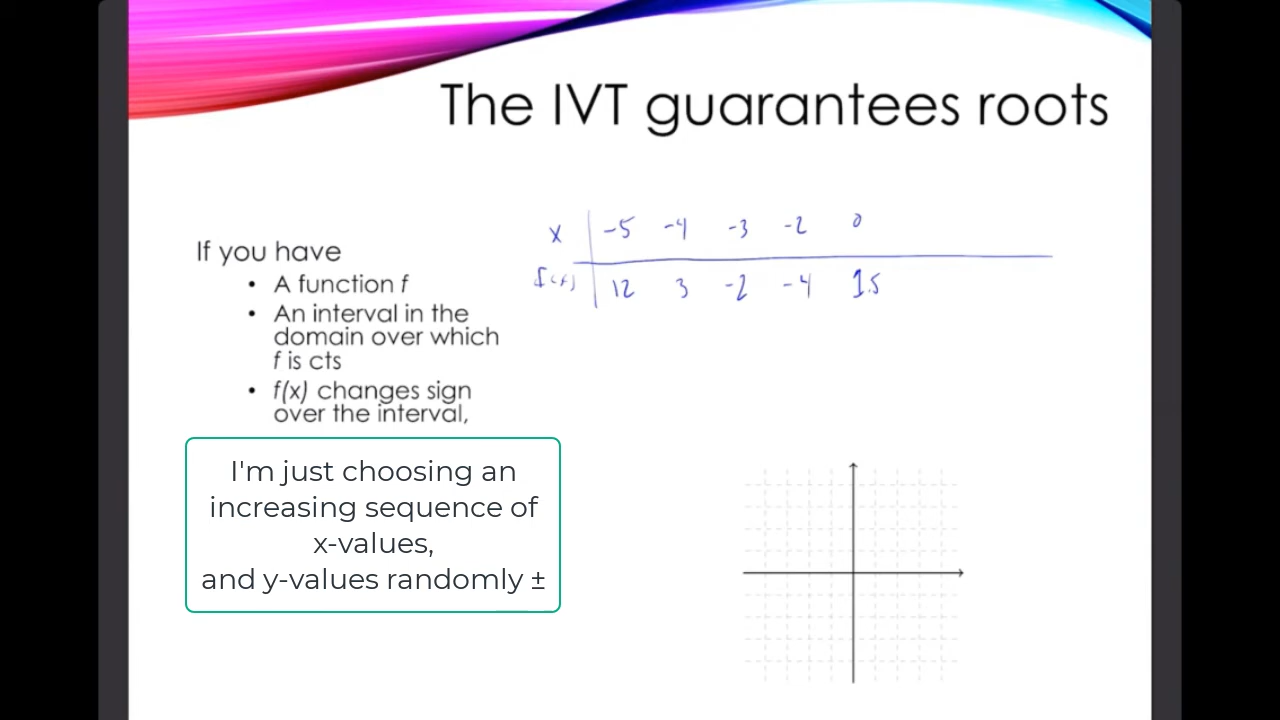 The IVT guarantees roots
x -5 -4 -3 -2 0
f(x) 12 3 -2 -4 1.5
If you have
• A function f
• An interval in the
domain over which
f is cts
• f(x) changes sign
over the interval,
I'm just choosing an
increasing sequence of
x-values,
and y-values randomly ±